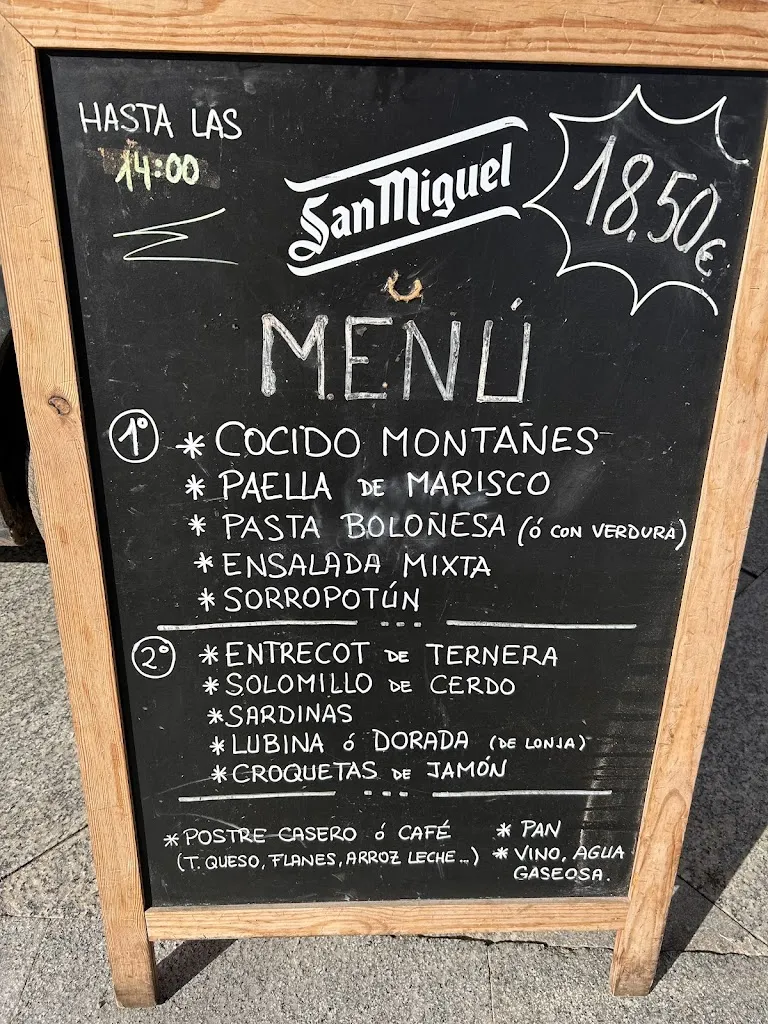 HASTA LAS
14:00
San Miguel
18,50€
MENÚ
1º
* COCIDO MONTAÑES
* PAELLA DE MARISCO
* PASTA BOLOÑESA (Ó CON VERDURA)
* ENSALADA MIXTA
* SORROPOTÚN
2º
* ENTRECOT DE TERNERA
* SOLOMILLO DE CERDO
* SARDINAS
* LUBINA Ó DORADA (DE LONJA)
* CROQUETAS DE JAMÓN
* POSTRE CASERO Ó CAFÉ
(T. QUESO, FLANES, ARROZ LECHE...)
* PAN
* VINO, AGUA
GASEOSA.